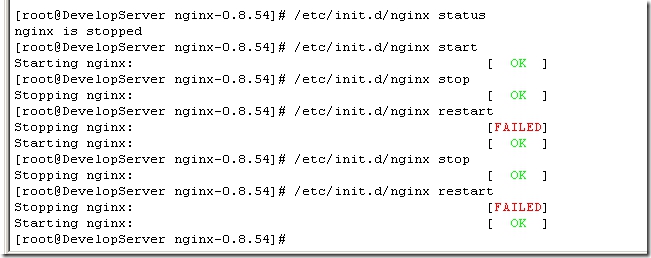 [root@DevelopServer nginx-0.8.54]# /etc/init.d/nginx status
nginx is stopped
[root@DevelopServer nginx-0.8.54]# /etc/init.d/nginx start
Starting nginx:                                            [  OK  ]
[root@DevelopServer nginx-0.8.54]# /etc/init.d/nginx stop
Stopping nginx:                                            [  OK  ]
[root@DevelopServer nginx-0.8.54]# /etc/init.d/nginx restart
Stopping nginx:                                            [FAILED]
Starting nginx:                                            [  OK  ]
[root@DevelopServer nginx-0.8.54]# /etc/init.d/nginx stop
Stopping nginx:                                            [  OK  ]
[root@DevelopServer nginx-0.8.54]# /etc/init.d/nginx restart
Stopping nginx:                                            [FAILED]
Starting nginx:                                            [  OK  ]
[root@DevelopServer nginx-0.8.54]#